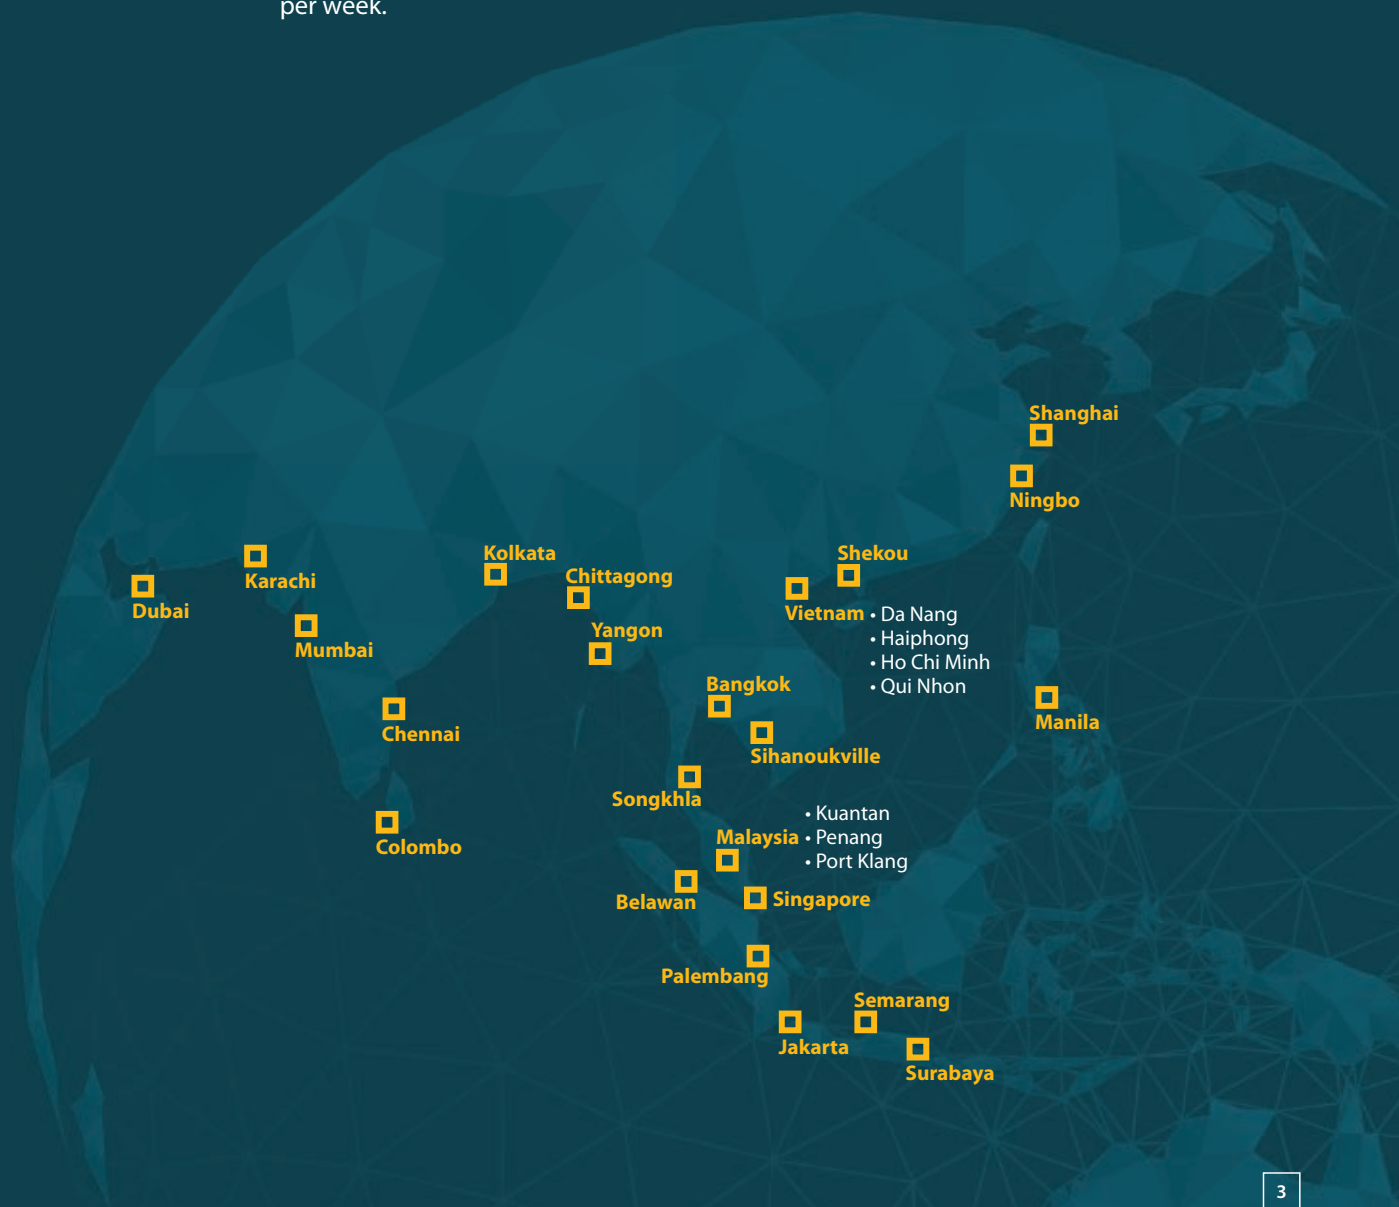 per week.
Shanghai
Ningbo
Shekou
Kolkata
Karachi
Chittagong
Dubai
Vietnam • Da Nang
• Haiphong
• Ho Chi Minh
• Qui Nhon
Yangon
Mumbai
Bangkok
Manila
Chennai
Sihanoukville
Songkhla
• Kuantan
Malaysia • Penang
• Port Klang
Colombo
Belawan
Singapore
Palembang
Semarang
Jakarta
Surabaya
3